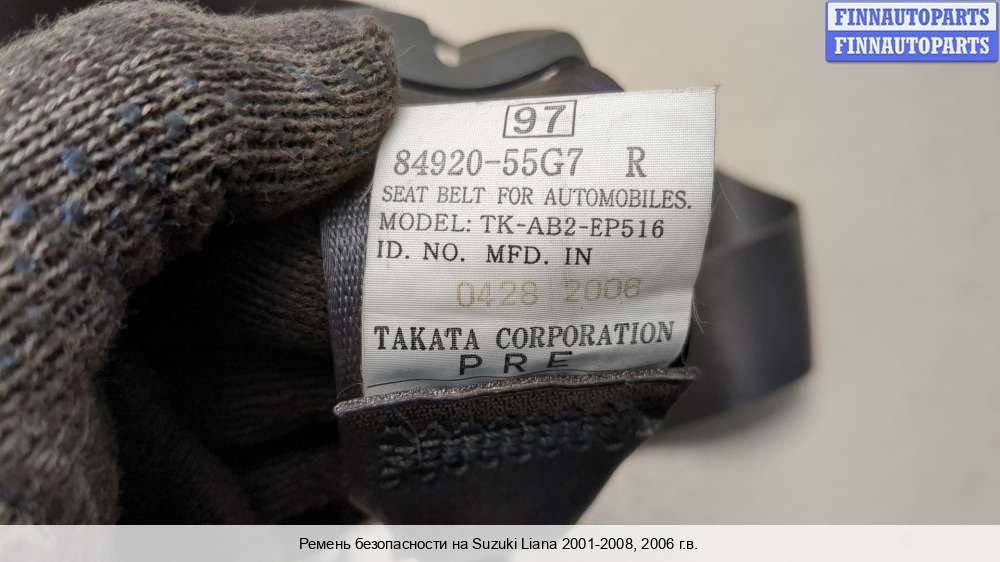 FINNAUTOPARTS
FINNAUTOPARTS
97
84920-55G7 R
SEAT BELT FOR AUTOMOBILES.
MODEL: TK-AB2-EP516
ID. NO. MFD. IN
0428 2006
TAKATA CORPORATION
PRE
Ремень безопасности на Suzuki Liana 2001-2008, 2006 г.в.